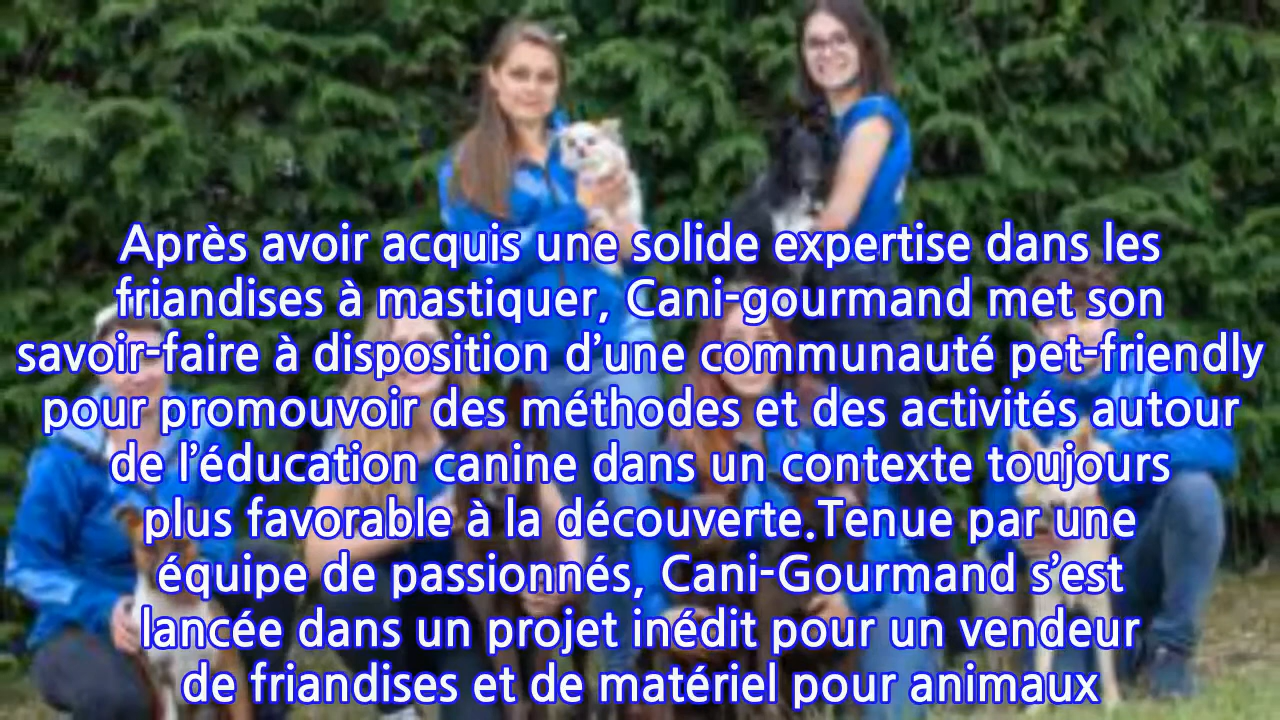 Après avoir acquis une solide expertise dans les
friandises à mastiquer, Cani-gourmand met son
savoir-faire à disposition d’une communauté pet-friendly
pour promouvoir des méthodes et des activités autour
de l’éducation canine dans un contexte toujours
plus favorable à la découverte.Tenue par une
équipe de passionnés, Cani-Gourmand s’est
lancée dans un projet inédit pour un vendeur
de friandises et de matériel pour animaux